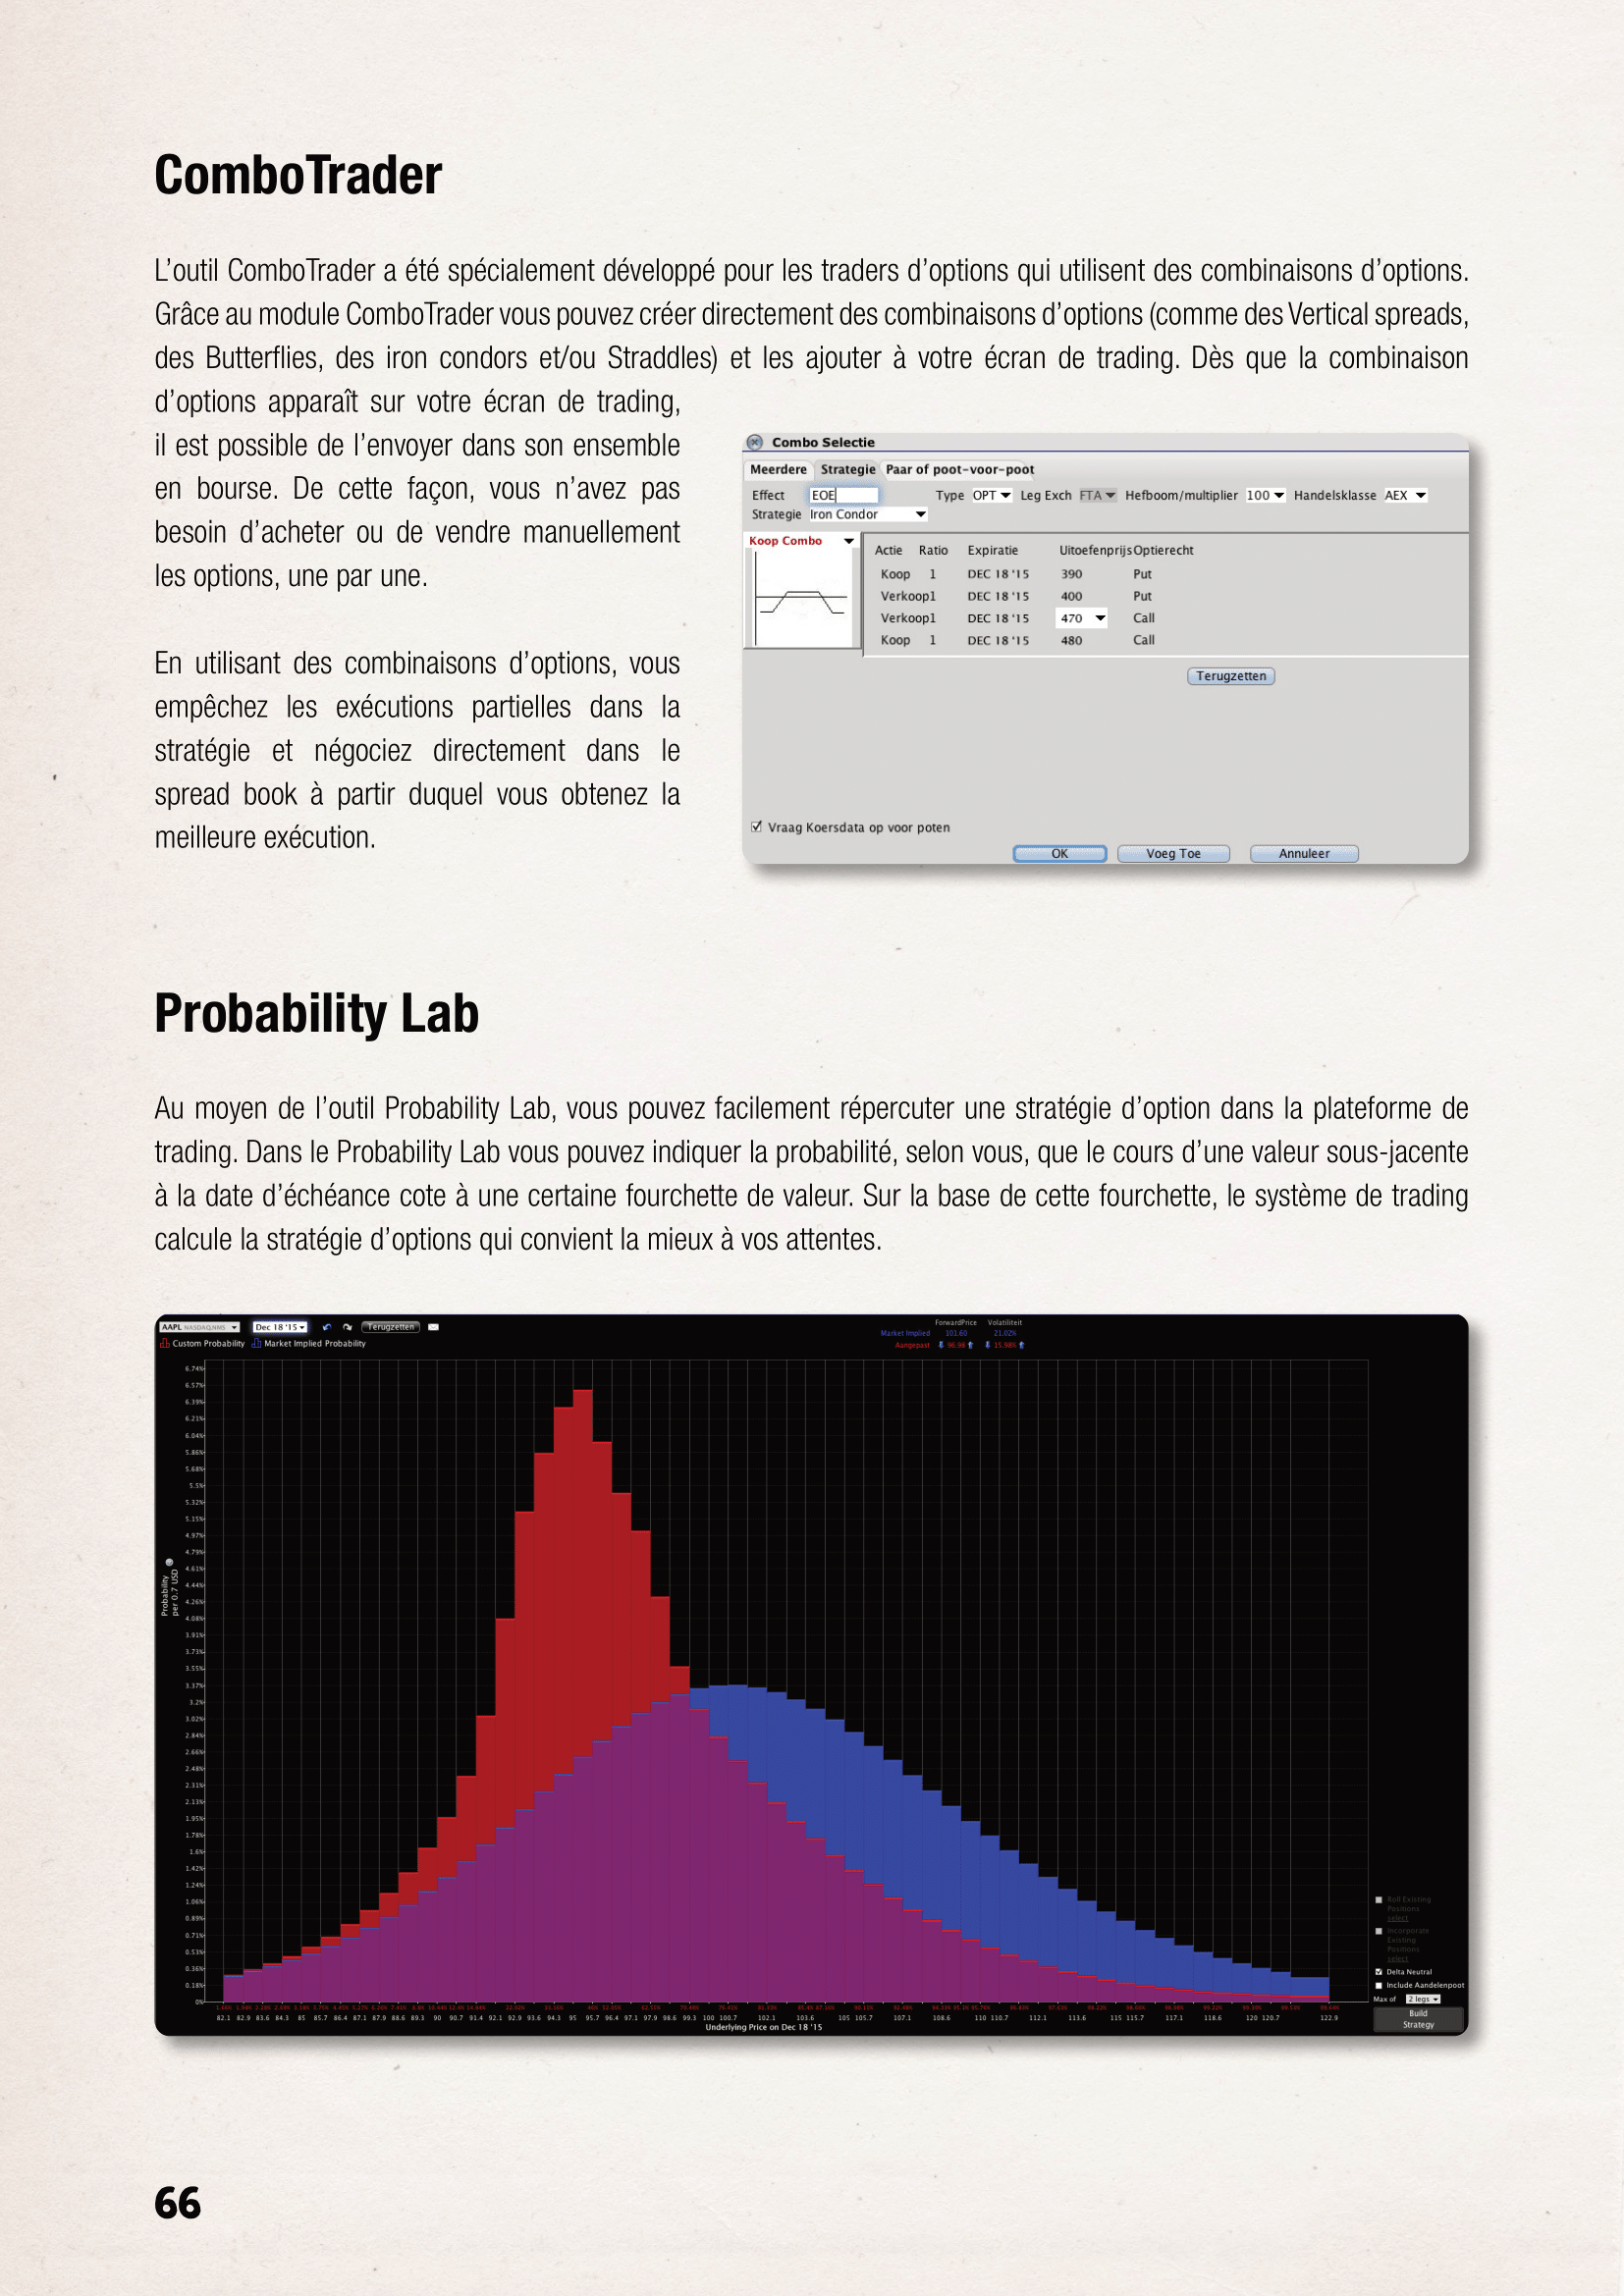 ComboTrader
L'outil ComboTrader a été spécialement développé pour les traders d'options qui utilisent des combinaisons d'options.
Grâce au module ComboTrader vous pouvez créer directement des combinaisons d'options (comme des Vertical spreads,
des Butterflies, des iron condors et/ou Straddles) et les ajouter à votre écran de trading. Dès que la combinaison
d'options apparaît sur votre écran de trading,
il est possible de l'envoyer dans son ensemble
en bourse. De cette façon, vous n'avez pas
besoin d'acheter ou de vendre manuellement
les options, une par une.
En utilisant des combinaisons d'options, vous
empêchez les exécutions partielles dans la
stratégie et négociez directement dans le
spread book à partir duquel vous obtenez la
meilleure exécution.
Combo Selectie
Meerdere Strategie Paar of poot-voor-poot
Effect EOE Type OPT Leg Exch FTA Hefboom/multiplier 100 Handelsklasse AEX
Strategie Iron Condor
Koop Combo
Actie Ratio Expiratie Uitoefenprijs Optierecht
Koop 1 DEC 18 '15 390 Put
Verkoop 1 DEC 18 '15 400 Put
Verkoop 1 DEC 18 '15 470 Call
Koop 1 DEC 18 '15 480 Call
Terugzetten
Vraag Koersdata op voor poten
OK Voeg Toe Annuleer
Probability Lab
Au moyen de l'outil Probability Lab, vous pouvez facilement répercuter une stratégie d'option dans la plateforme de
trading. Dans le Probability Lab vous pouvez indiquer la probabilité, selon vous, que le cours d'une valeur sous-jacente
à la date d'échéance cote à une certaine fourchette de valeur. Sur la base de cette fourchette, le système de trading
calcule la stratégie d'options qui convient la mieux à vos attentes.
AAPL NASDAQ.NMS Dec 18 '15 Terugzetten
Custom Probability Market Implied Probability
ForwardPrice Volatiliteit
Market Implied 101.60 21.02%
Aangepast 96.98 15.98%
6.74%
6.57%
6.39%
6.21%
6.04%
5.86%
5.68%
5.5%
5.32%
5.15%
4.97%
4.79%
4.61%
4.44%
4.26%
4.08%
3.91%
3.73%
3.55%
3.37%
3.2%
3.02%
2.84%
2.66%
2.48%
2.31%
2.13%
1.95%
1.78%
1.6%
1.42%
1.24%
1.06%
0.89%
0.71%
0.53%
0.36%
0.18%
0%
Probability
per 0.7 USD
82.1 82.9 83.6 84.3 85 85.7 86.4 87.1 87.9 88.6 89.3 90 90.7 91.4 92.1 92.9 93.6 94.3 95 95.7 96.4 97.1 97.9 98.6 99.3 100 100.7 102.1 103.6 105 105.7 107.1 108.6 110 110.7 112.1 113.6 115 115.7 117.1 118.6 120 120.7 122.9
Underlying Price on Dec 18 '15
Roll Existing
Positions
select
Incorporate
Existing
Positions
select
Delta Neutral
Include Aandelenpoot
Max of 2 legs
Build
Strategy
66